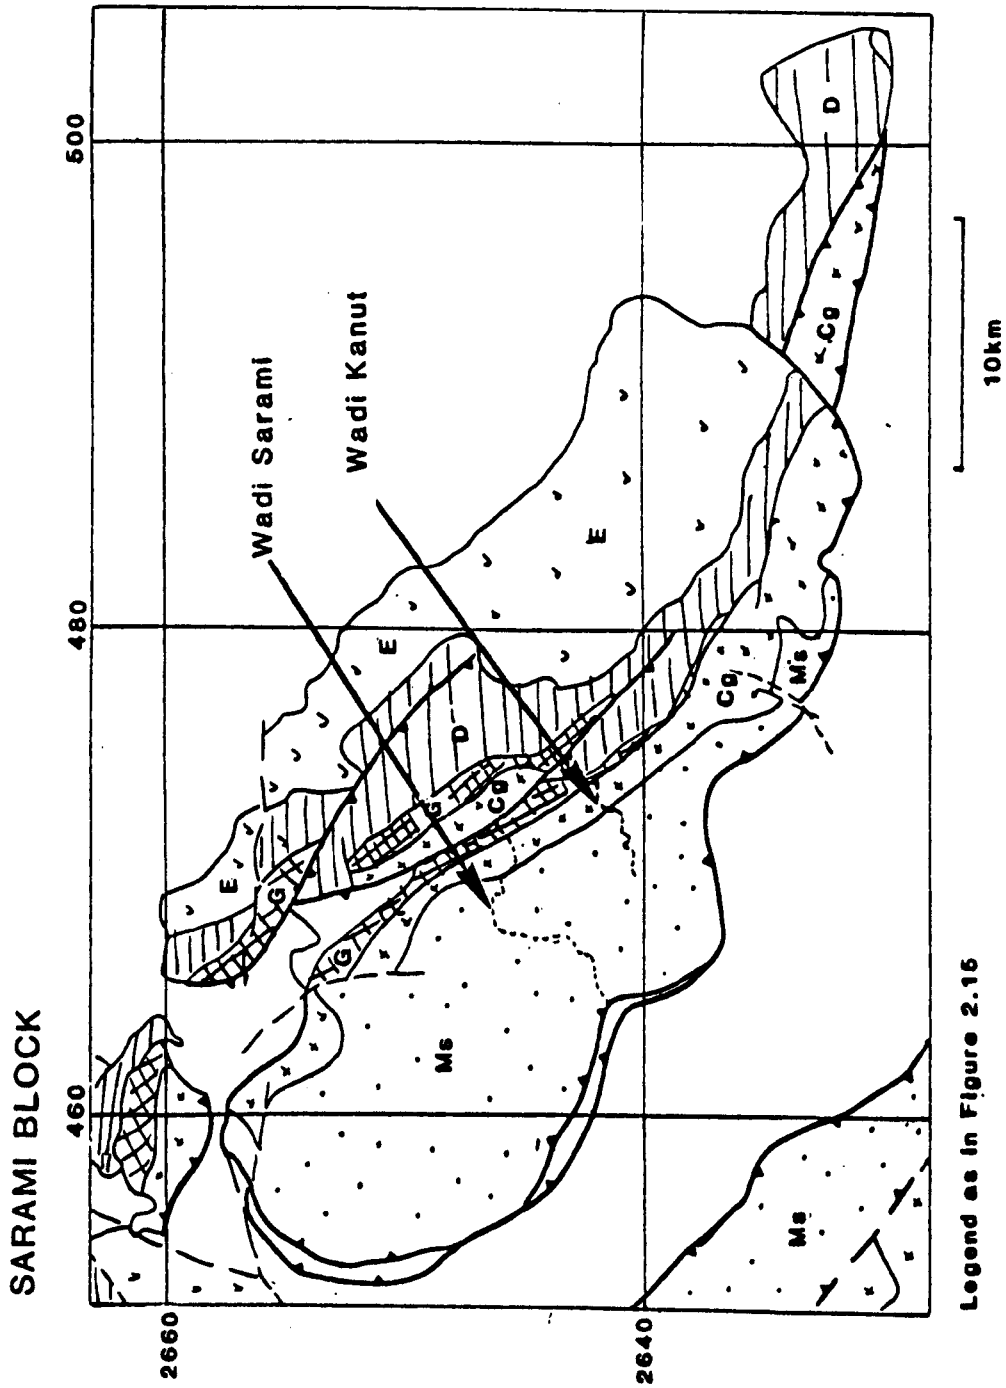 SARAMI BLOCK
460
480
500
2660
2640
Wadi Sarami
Wadi Kanut
E
E
E
D
D
G
G
G
Cg
Cg
Cg
Ms
Ms
Ms
10km
Legend as in Figure 2.15